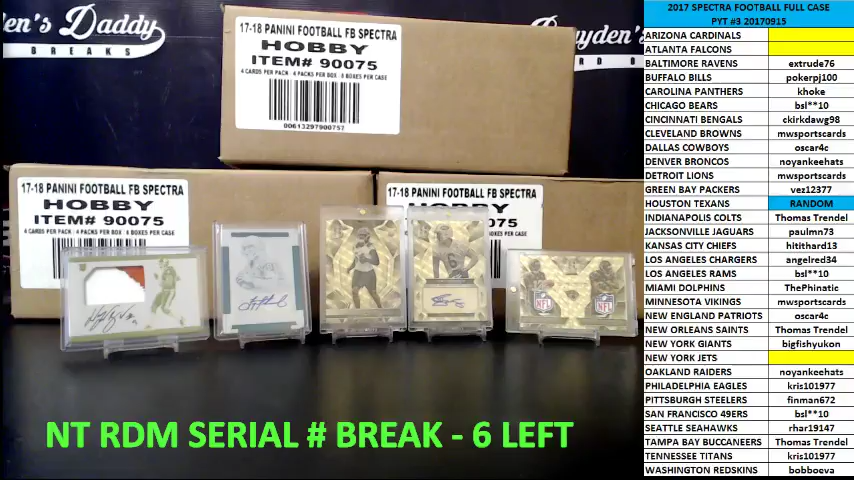 den's Daddy
BREAKS
17-18 PANINI FOOTBALL FB SPECTRA
HOBBY
ITEM# 90075
4 CARDS PER PACK - 4 PACKS PER BOX - 8 BOXES PER CASE
00613297900757
17-18 PANINI FOOTBALL FB SPECTRA
HOBBY
ITEM# 90075
4 CARDS PER PACK - 4 PACKS PER BOX - 8 BOXES PER CASE
17-18 PANINI FOOTBALL FB SPECTRA
HOBBY
NFL
NFL
NT RDM SERIAL # BREAK - 6 LEFT
2017 SPECTRA FOOTBALL FULL CASE
PYT #3 20170915
ARIZONA CARDINALS
ATLANTA FALCONS
BALTIMORE RAVENS extrude76
BUFFALO BILLS pokerpj100
CAROLINA PANTHERS khoke
CHICAGO BEARS bsl**10
CINCINNATI BENGALS ckirkdawg98
CLEVELAND BROWNS mwsportscards
DALLAS COWBOYS oscar4c
DENVER BRONCOS noyankeehats
DETROIT LIONS mwsportscards
GREEN BAY PACKERS vez12377
HOUSTON TEXANS RANDOM
INDIANAPOLIS COLTS Thomas Trendel
JACKSONVILLE JAGUARS paulmn73
KANSAS CITY CHIEFS hitithard13
LOS ANGELES CHARGERS angelred34
LOS ANGELES RAMS bsl**10
MIAMI DOLPHINS ThePhinatic
MINNESOTA VIKINGS mwsportscards
NEW ENGLAND PATRIOTS oscar4c
NEW ORLEANS SAINTS Thomas Trendel
NEW YORK GIANTS bigfishyukon
NEW YORK JETS
OAKLAND RAIDERS noyankeehats
PHILADELPHIA EAGLES kris101977
PITTSBURGH STEELERS finman672
SAN FRANCISCO 49ERS bsl**10
SEATTLE SEAHAWKS rhar19147
TAMPA BAY BUCCANEERS Thomas Trendel
TENNESSEE TITANS kris101977
WASHINGTON REDSKINS bobboeva